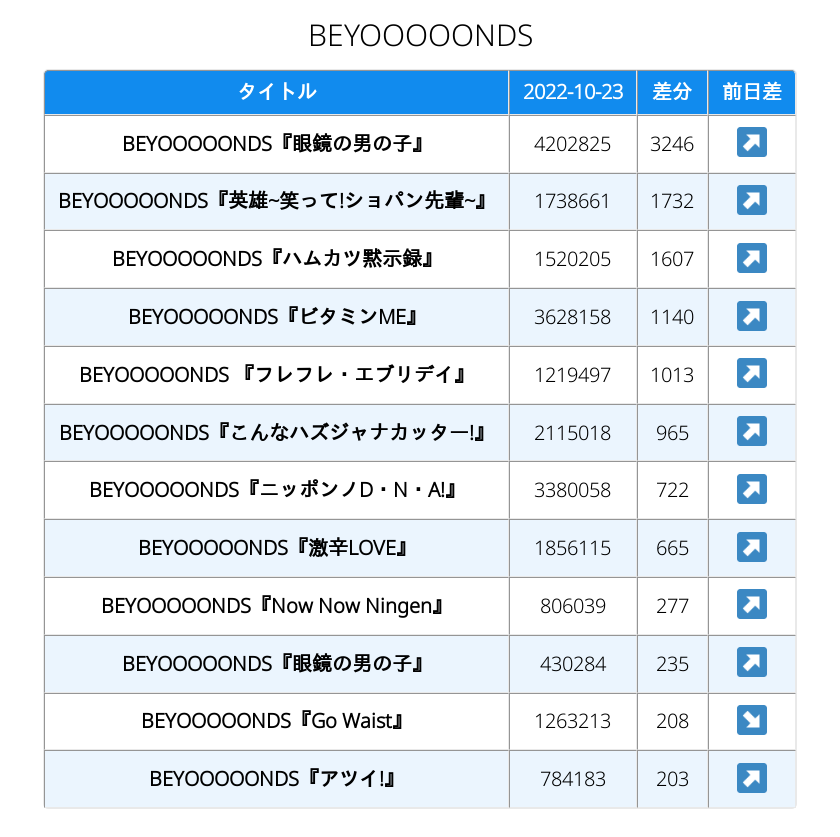 BEYOOOOONDS
タイトル 2022-10-23 差分 前日差
BEYOOOOONDS『眼鏡の男の子』 4202825 3246 ↗
BEYOOOOONDS『英雄~笑って!ショパン先輩~』 1738661 1732 ↗
BEYOOOOONDS『ハムカツ黙示録』 1520205 1607 ↗
BEYOOOOONDS『ビタミンME』 3628158 1140 ↗
BEYOOOOONDS 『フレフレ・エブリデイ』 1219497 1013 ↗
BEYOOOOONDS『こんなハズジャナカッター!』 2115018 965 ↗
BEYOOOOONDS『ニッポンノD・N・A!』 3380058 722 ↗
BEYOOOOONDS『激辛LOVE』 1856115 665 ↗
BEYOOOOONDS『Now Now Ningen』 806039 277 ↗
BEYOOOOONDS『眼鏡の男の子』 430284 235 ↗
BEYOOOOONDS『Go Waist』 1263213 208 ↘
BEYOOOOONDS『アツイ!』 784183 203 ↗